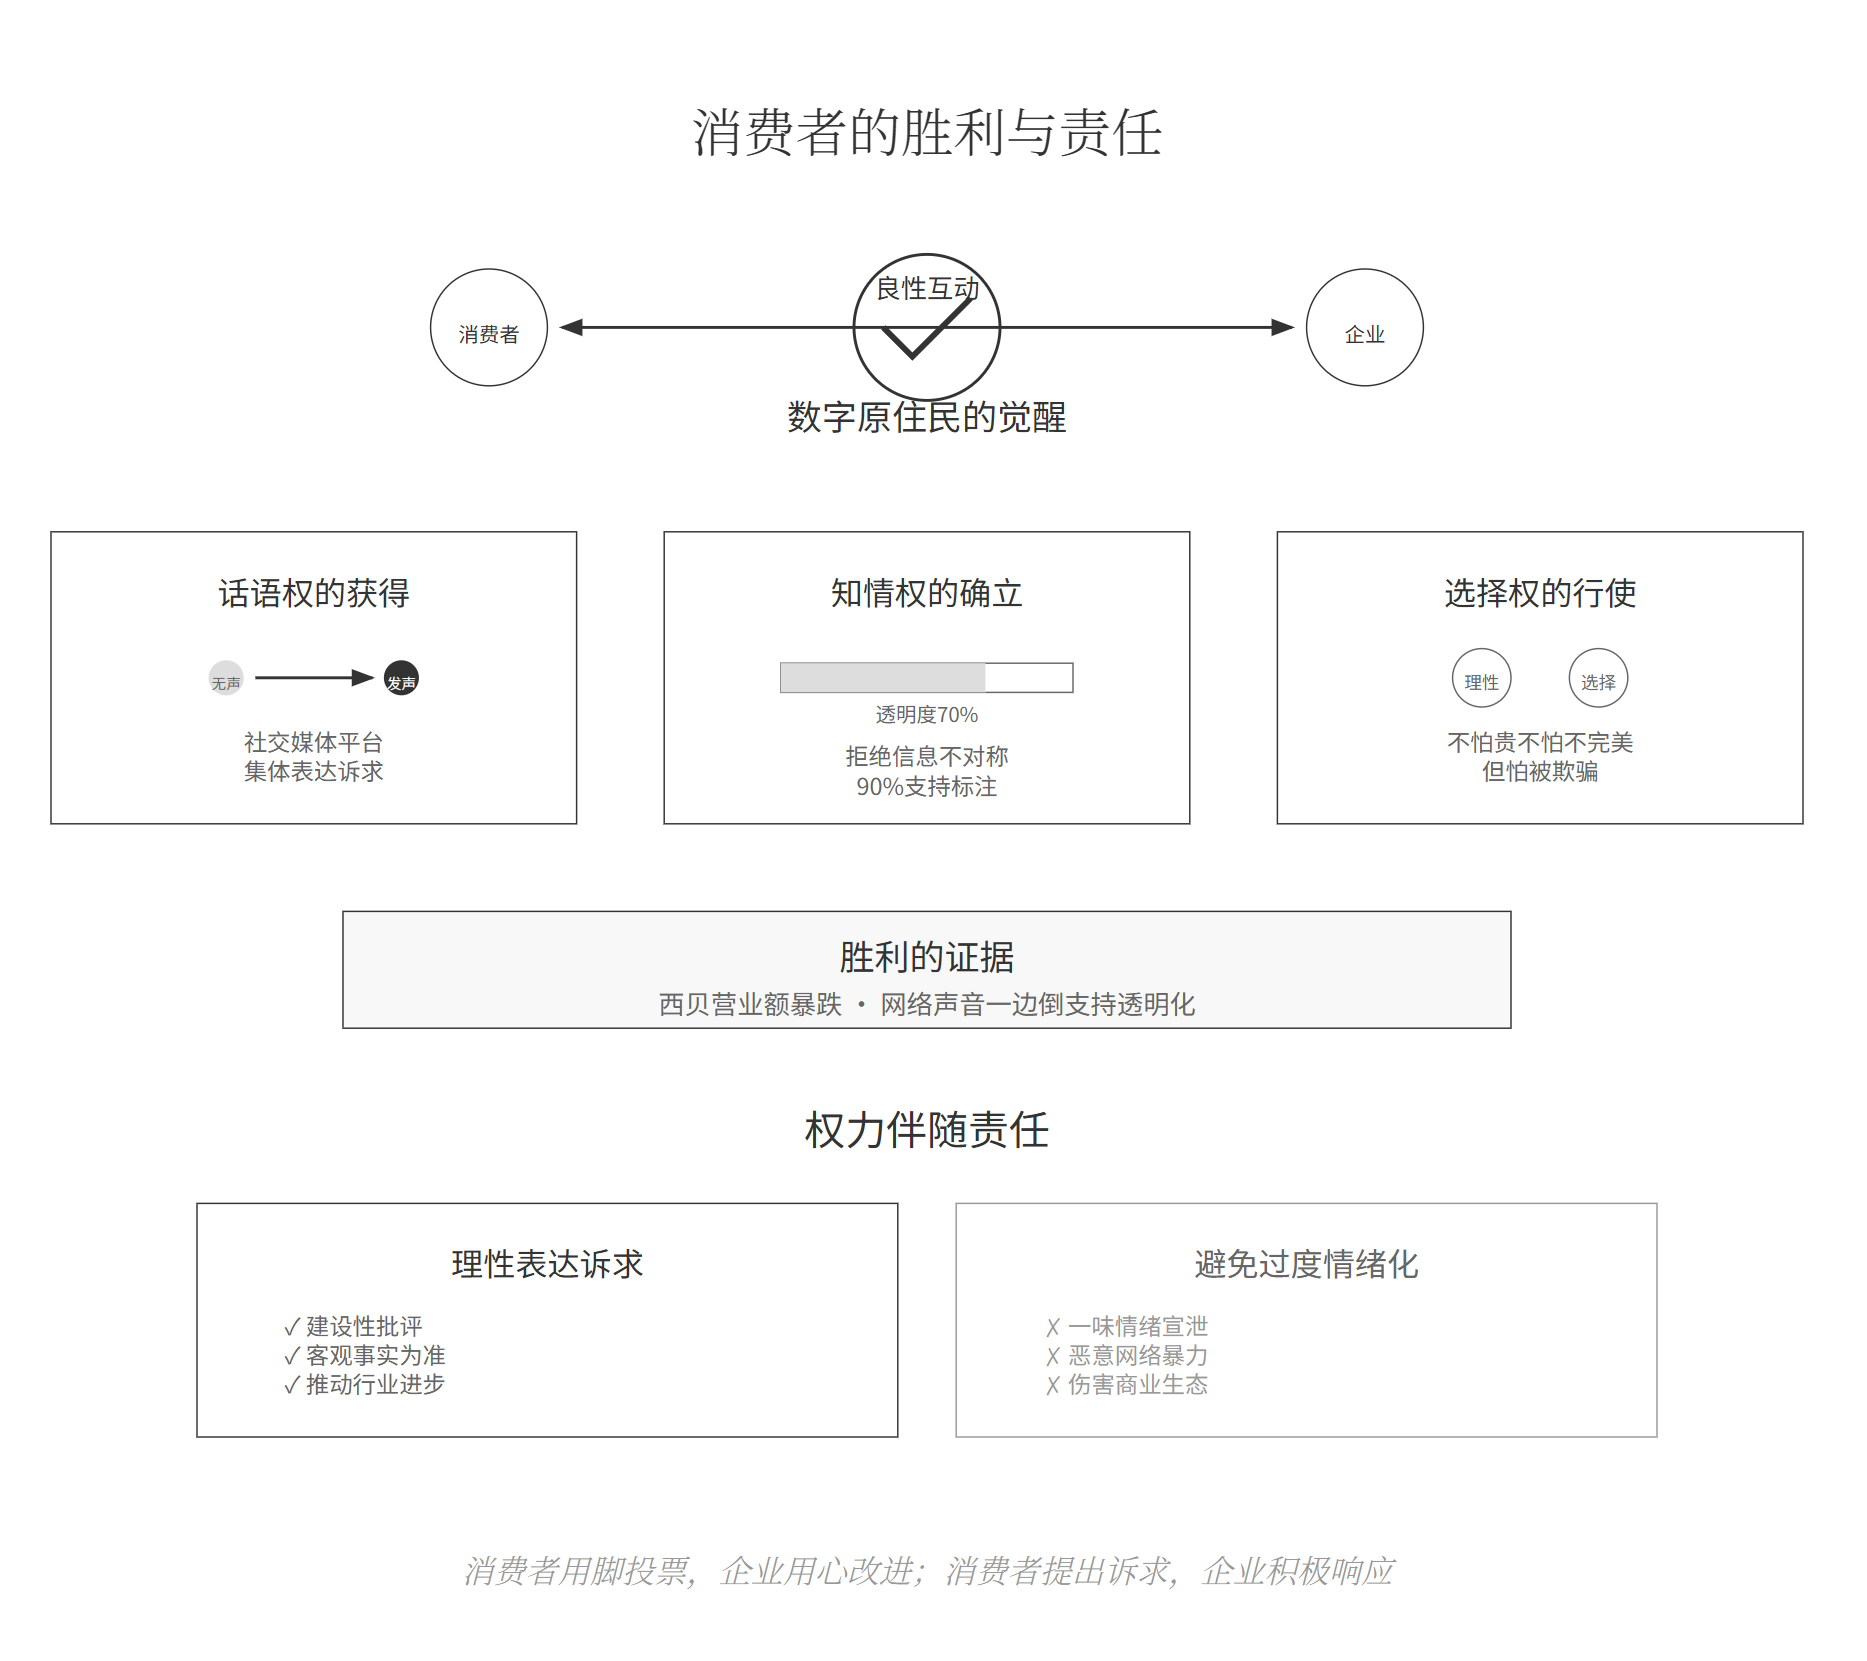 消费者的胜利与责任
良性互动
消费者
企业
数字原住民的觉醒
话语权的获得
无声
发声
社交媒体平台
集体表达诉求
知情权的确立
透明度70%
拒绝信息不对称
90%支持标注
选择权的行使
理性
选择
不怕贵不怕不完美
但怕被欺骗
胜利的证据
西贝营业额暴跌 • 网络声音一边倒支持透明化
权力伴随责任
理性表达诉求
✓ 建设性批评
✓ 客观事实为准
✓ 推动行业进步
避免过度情绪化
✗ 一味情绪宣泄
✗ 恶意网络暴力
✗ 伤害商业生态
消费者用脚投票，企业用心改进；消费者提出诉求，企业积极响应